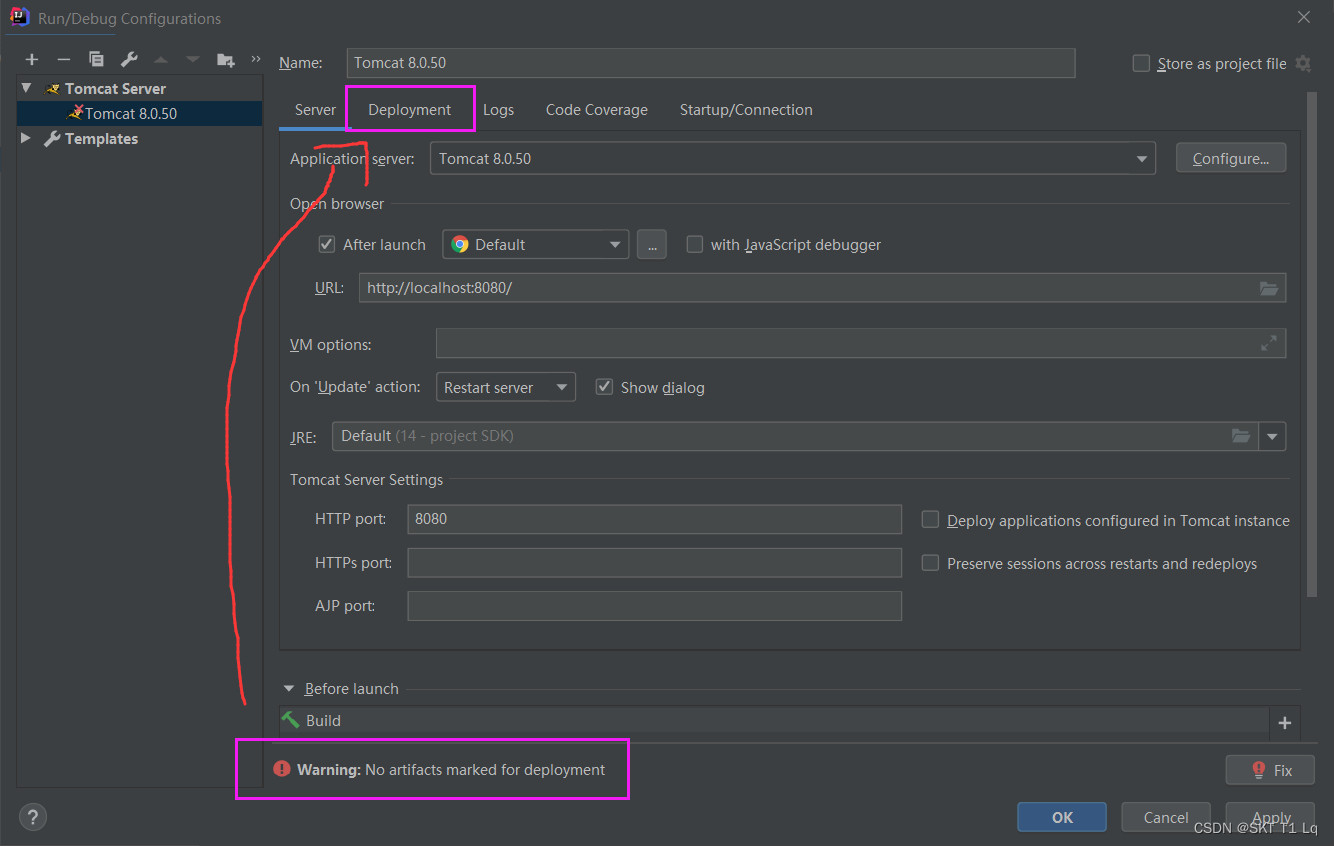 Run/Debug Configurations
Name: Tomcat 8.0.50 Store as project file
Tomcat Server
Tomcat 8.0.50
Templates
Server Deployment Logs Code Coverage Startup/Connection
Application server: Tomcat 8.0.50 Configure...
Open browser
After launch Default ... with JavaScript debugger
URL: http://localhost:8080/
VM options:
On 'Update' action: Restart server Show dialog
JRE: Default (14 - project SDK)
Tomcat Server Settings
HTTP port: 8080 Deploy applications configured in Tomcat instance
HTTPs port: Preserve sessions across restarts and redeploys
AJP port:
Before launch
Build
Warning: No artifacts marked for deployment Fix
? OK Cancel Apply
CSDN @SKT T1 Lq